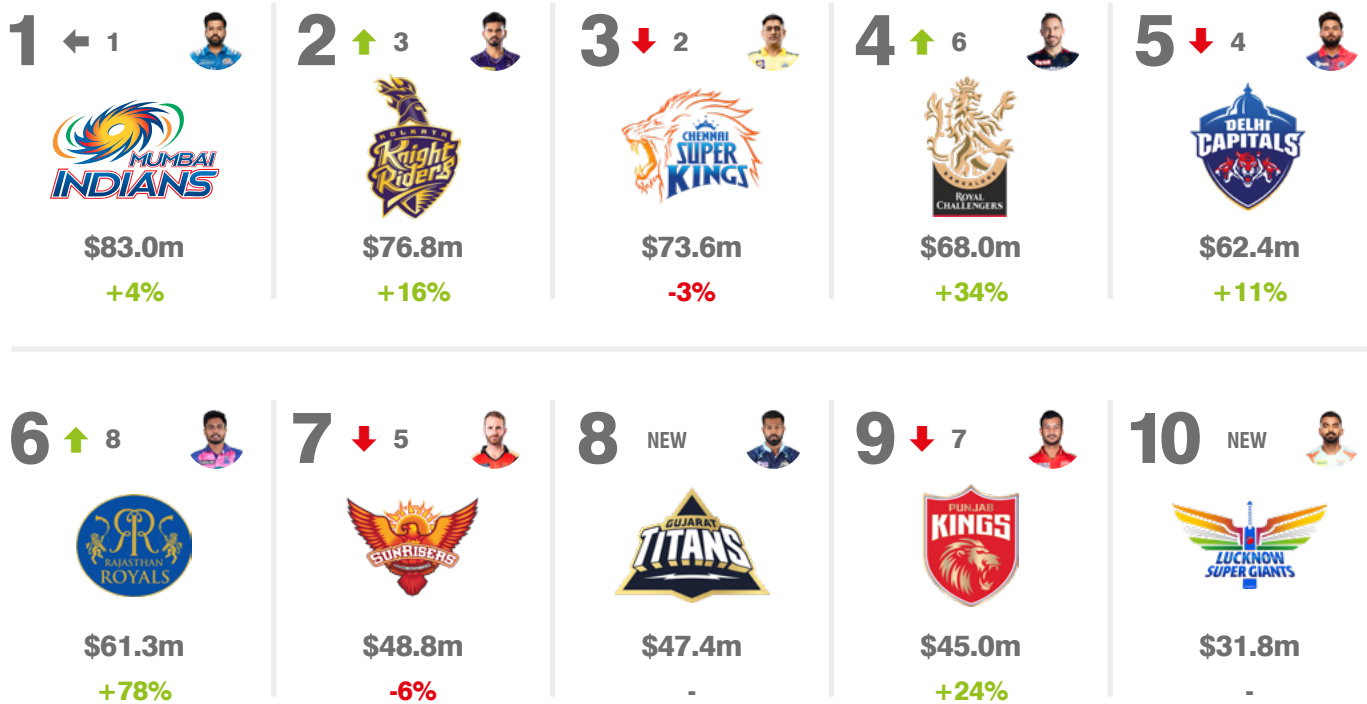 1 1
MUMBAI
INDIANS
$83.0m
+4%
2 3
KOLKATA
Knight
Riders
$76.8m
+16%
3 2
CHENNAI
SUPER
KINGS
$73.6m
-3%
4 6
BENGALURU
ROYAL
CHALLENGERS
$68.0m
+34%
5 4
DELHI
CAPITALS
$62.4m
+11%
6 8
RR
RAJASTHAN
ROYALS
$61.3m
+78%
7 5
SUNRISERS
$48.8m
-6%
8 NEW
GUJARAT
TITANS
$47.4m
-
9 7
PUNJAB
KINGS
$45.0m
+24%
10 NEW
LUCKNOW
SUPER GIANTS
$31.8m
-